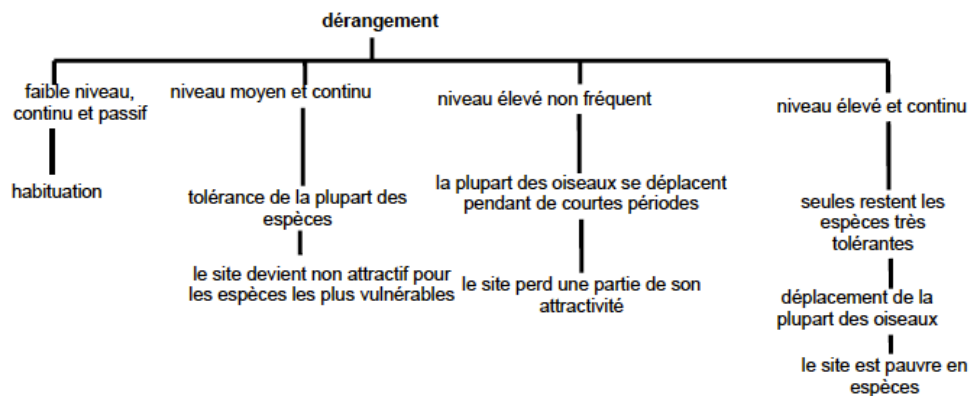 dérangement
faible niveau,
continu et passif
habituation
niveau moyen et continu
tolérance de la plupart des
espèces
le site devient non attractif pour
les espèces les plus vulnérables
niveau élevé non fréquent
la plupart des oiseaux se déplacent
pendant de courtes périodes
le site perd une partie de son
attractivité
niveau élevé et continu
seules restent les
espèces très
tolérantes
déplacement de la
plupart des oiseaux
le site est pauvre en
espèces